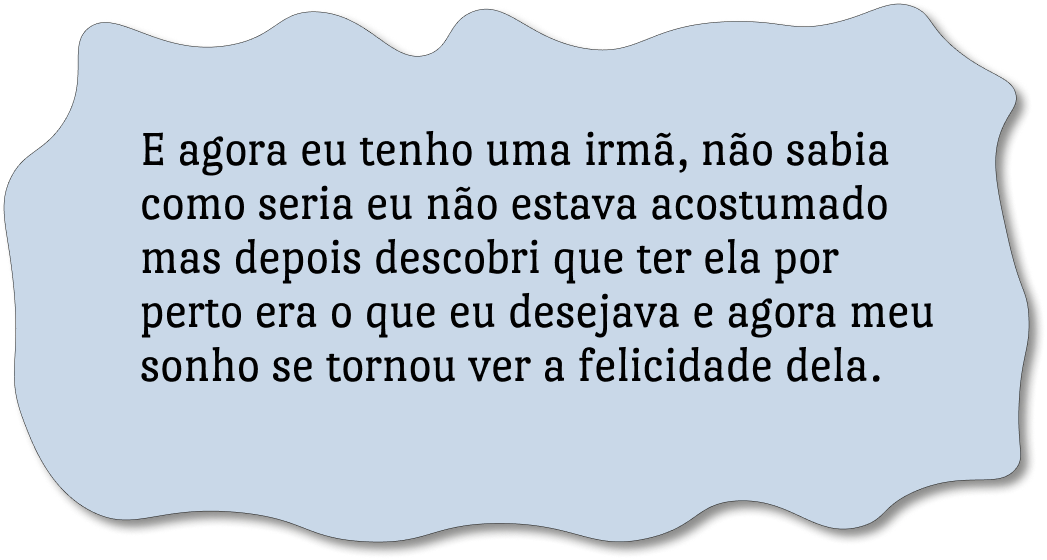 E agora eu tenho uma irmã, não sabia
como seria eu não estava acostumado
mas depois descobri que ter ela por
perto era o que eu desejava e agora meu
sonho se tornou ver a felicidade dela.